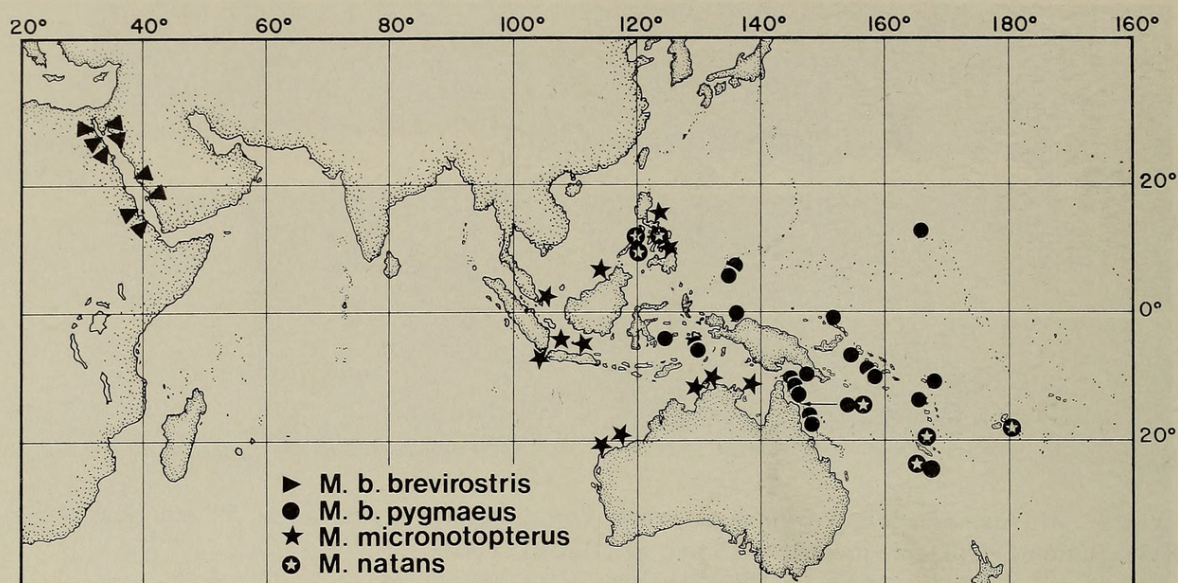 20° 40° 60° 80° 100° 120° 140° 160° 180° 160°
20°
0°
20°
M. b. brevirostris
M. b. pygmaeus
M. micronotopterus
M. natans